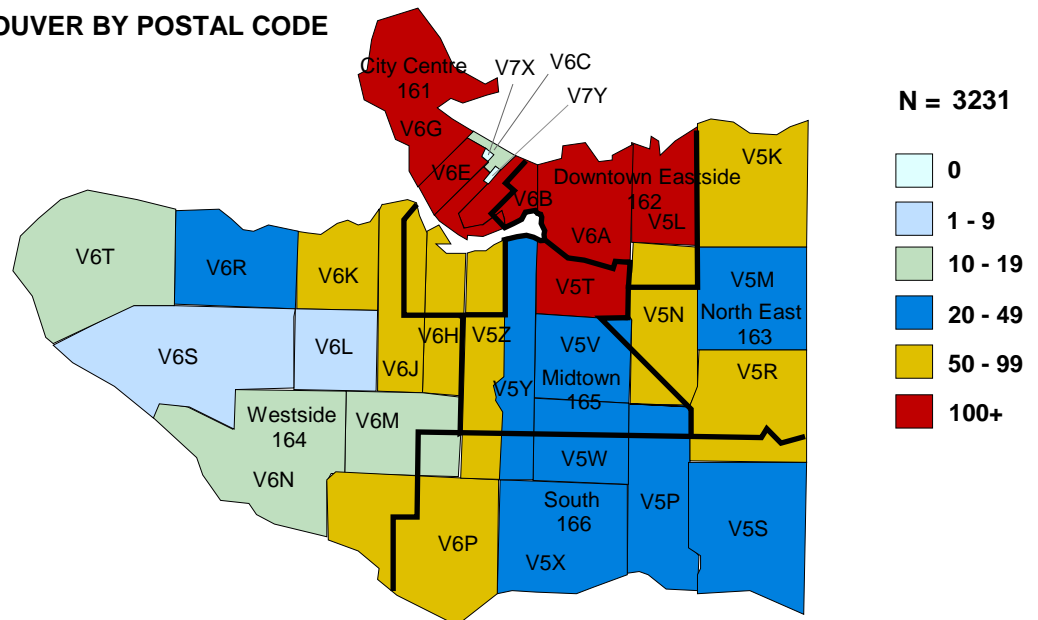 OUVER BY POSTAL CODE
City Centre
161
V7X
V6C
V7Y
N = 3231
V6G
V6E
V6B
Downtown Eastside
162
V5K
0
V6A
V5L
1 - 9
V6T
V6R
V6K
V5T
V5M
10 - 19
V6S
V6L
V6J
V6H
V5Z
V5N
North East
163
20 - 49
V5Y
V5V
Midtown
165
V5R
50 - 99
Westside
164
V6M
100+
V6N
V5W
V6P
South
166
V5P
V5S
V5X